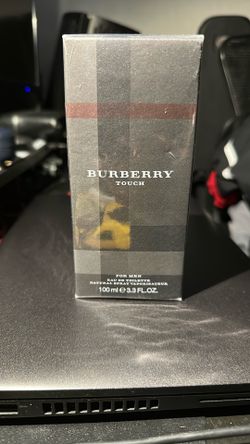 BURBERRY
TOUCH
FOR MEN
EAU DE TOILETTE
NATURAL SPRAY VAPORISATEUR
100 ml ℮ 3.3 FL.OZ.